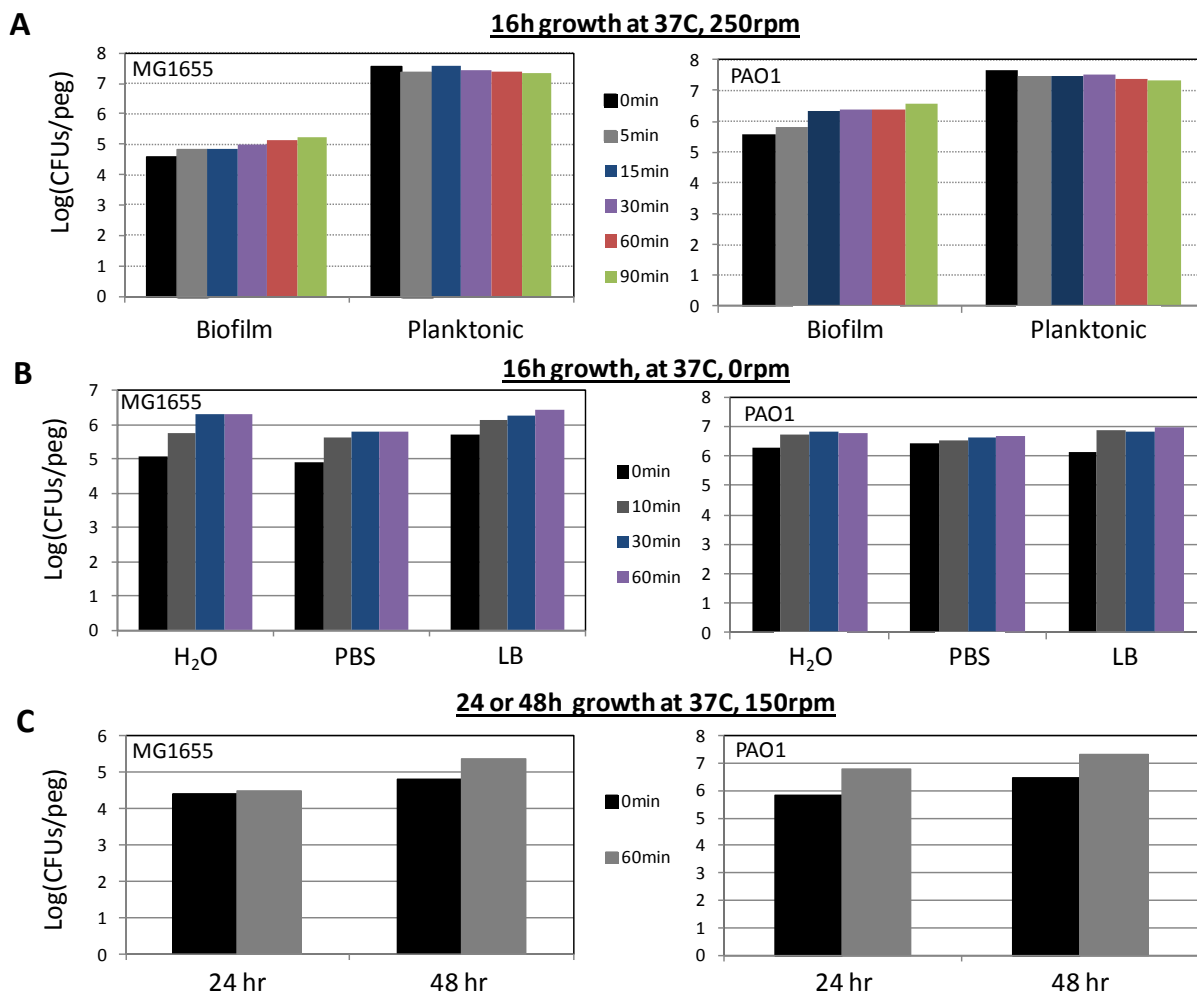 A
16h growth at 37C, 250rpm
MG1655
PAO1
Log(CFUs/peg)
8
7
6
5
4
3
2
1
0
Biofilm
Planktonic
0min
5min
15min
30min
60min
90min
8
7
6
5
4
3
2
1
0
Biofilm
Planktonic
B
16h growth, at 37C, 0rpm
MG1655
PAO1
Log(CFUs/peg)
7
6
5
4
3
2
1
0
H₂O
PBS
LB
0min
10min
30min
60min
8
7
6
5
4
3
2
1
0
H₂O
PBS
LB
C
24 or 48h growth at 37C, 150rpm
MG1655
PAO1
Log(CFUs/peg)
6
5
4
3
2
1
0
24 hr
48 hr
0min
60min
8
7
6
5
4
3
2
1
0
24 hr
48 hr